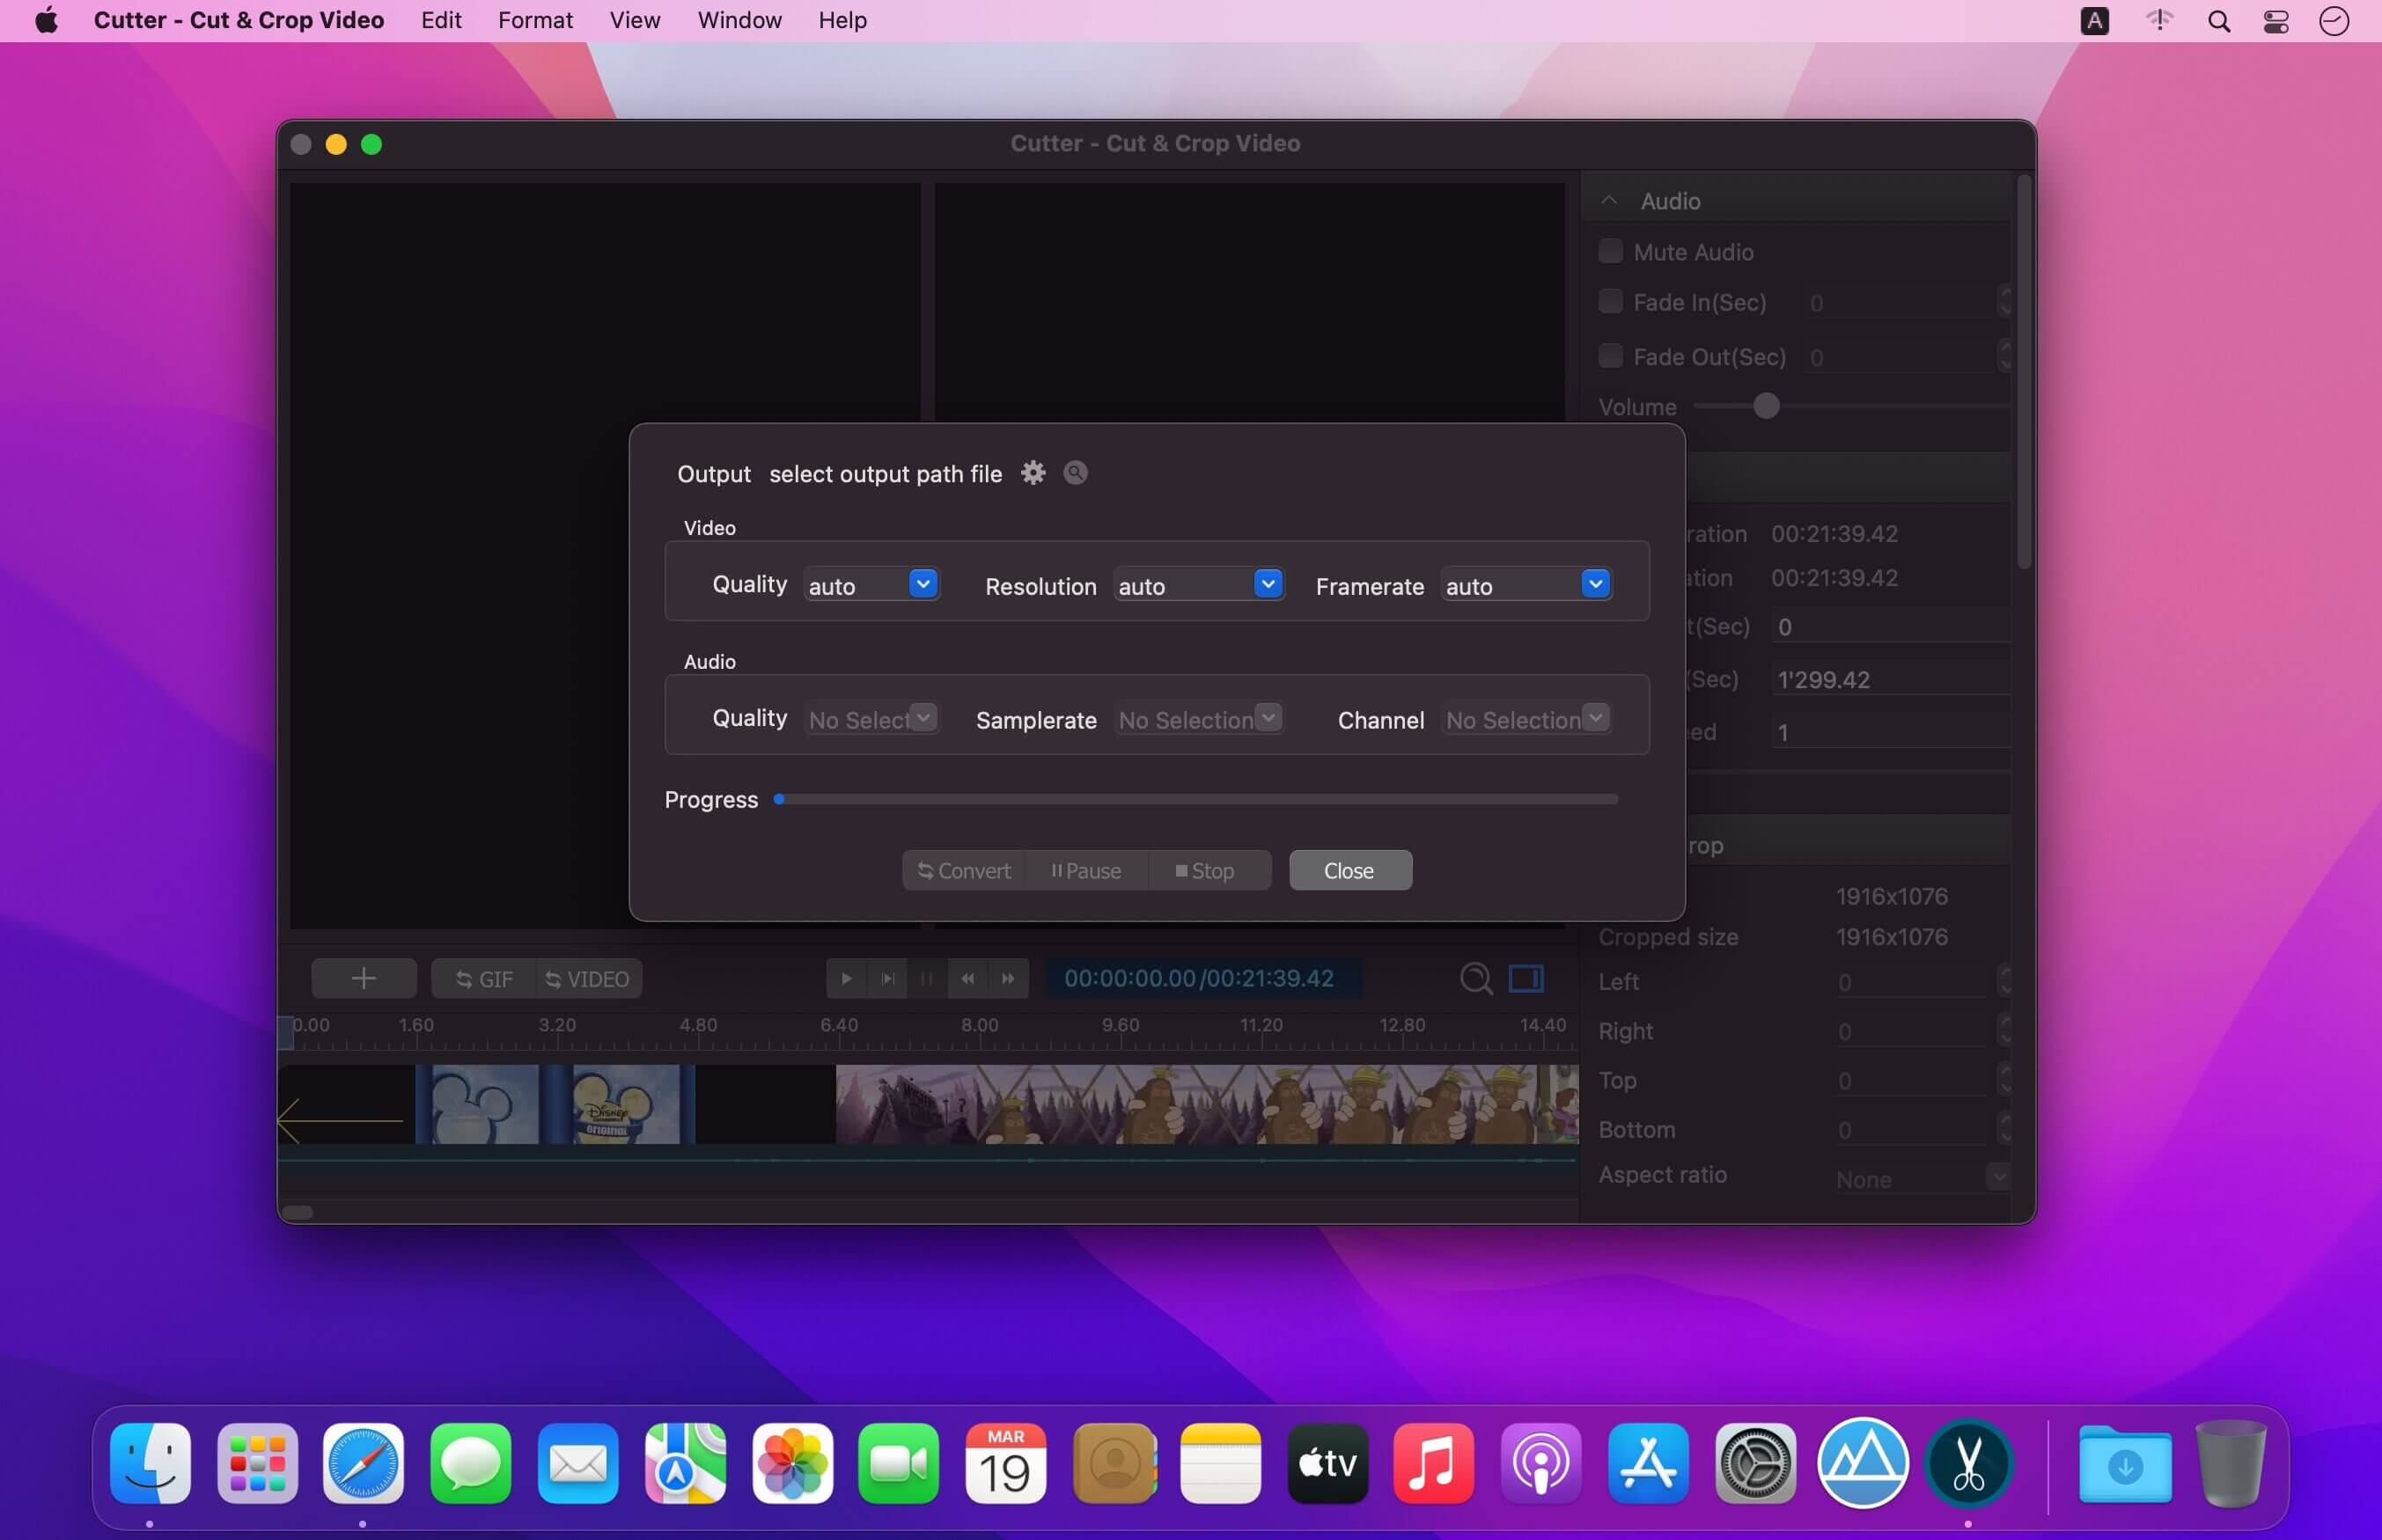 Cutter - Cut & Crop Video Edit Format View Window Help A
Cutter - Cut & Crop Video
Audio
Mute Audio
Fade In(Sec) 0
Fade Out(Sec) 0
Volume
Output select output path file
Video
Quality auto Resolution auto Framerate auto
Audio
Quality No Select Samplerate No Selection Channel No Selection
Progress
Convert Pause Stop Close
ration 00:21:39.42
ation 00:21:39.42
t(Sec) 0
(Sec) 1'299.42
eed 1
rop
1916x1076
Cropped size 1916x1076
Left 0
Right 0
Top 0
Bottom 0
Aspect ratio None
GIF VIDEO 00:00:00.00/00:21:39.42
0.00 1.60 3.20 4.80 6.40 8.00 9.60 11.20 12.80 14.40
Disney
ORIGINAL
MAR
19
tv